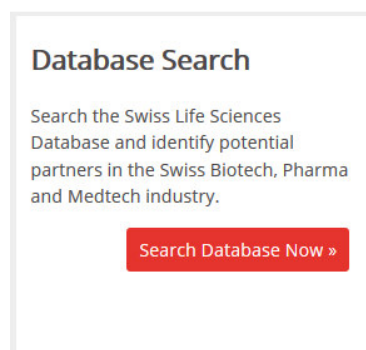 Database Search
Search the Swiss Life Sciences
Database and identify potential
partners in the Swiss Biotech, Pharma
and Medtech industry.
Search Database Now »